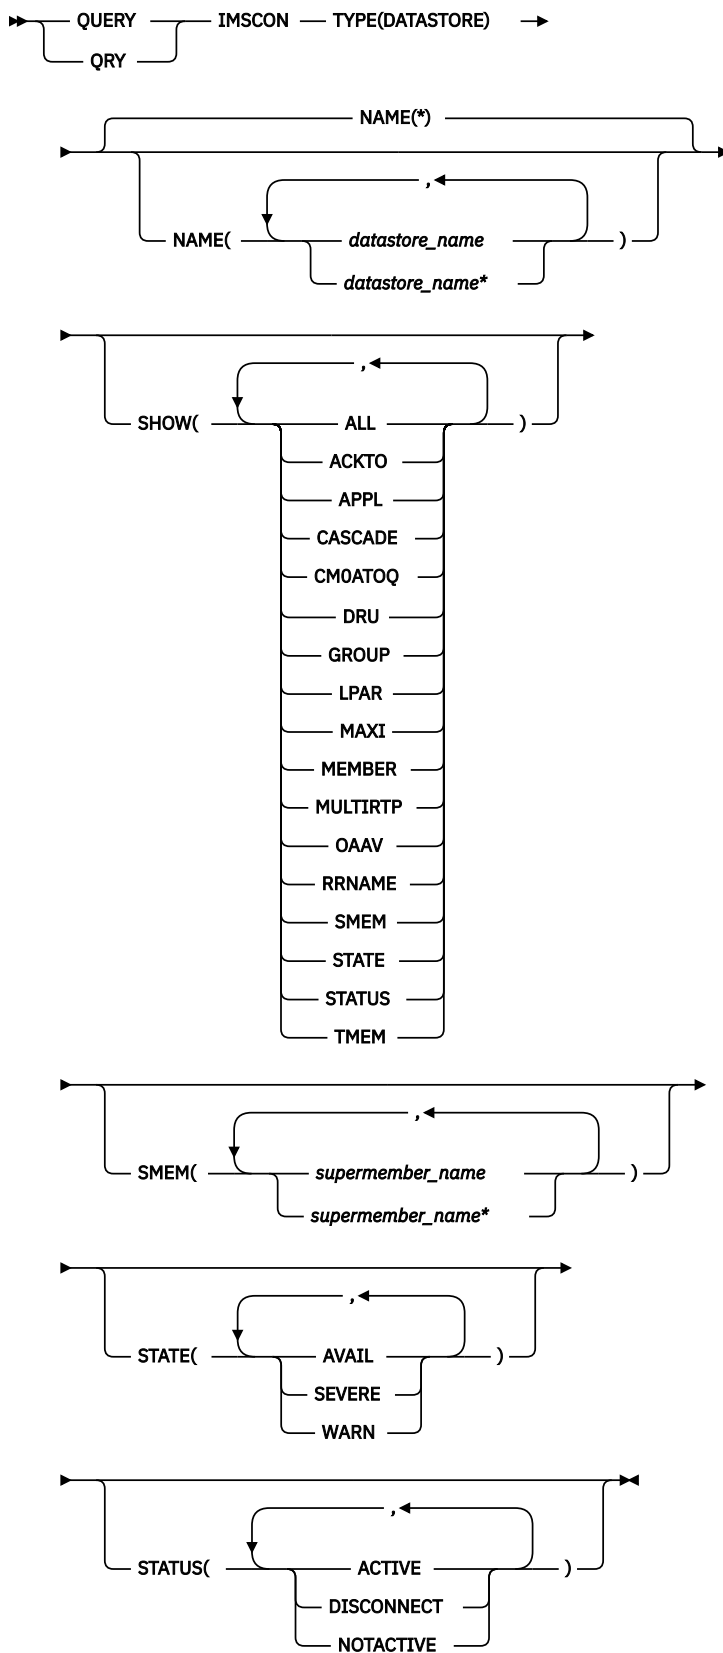 QUERY IMSCON TYPE(DATASTORE)
QRY
NAME(*)
,
NAME( datastore_name )
datastore_name*
,
SHOW( ALL )
ACKTO
APPL
CASCADE
CM0ATOQ
DRU
GROUP
LPAR
MAXI
MEMBER
MULTIRTP
OAAV
RRNAME
SMEM
STATE
STATUS
TMEM
,
SMEM( supermember_name )
supermember_name*
,
STATE( AVAIL )
SEVERE
WARN
,
STATUS( ACTIVE )
DISCONNECT
NOTACTIVE